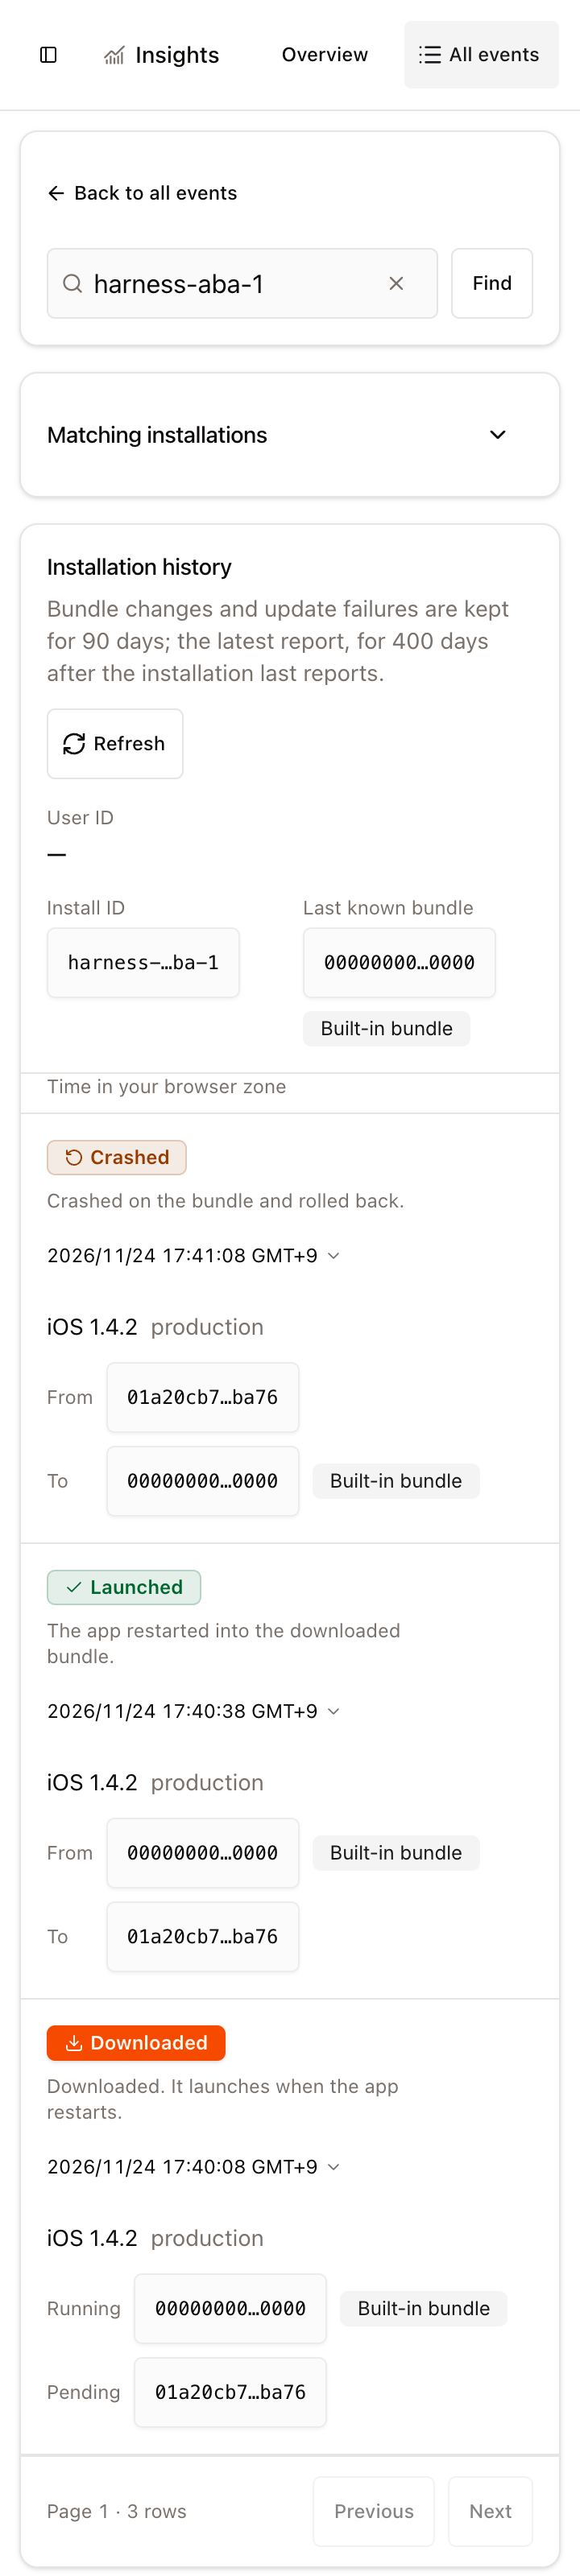 Insights
Overview
All events
Back to all events
harness-aba-1
Find
Matching installations
Installation history
Bundle changes and update failures are kept
for 90 days; the latest report, for 400 days
after the installation last reports.
Refresh
User ID
—
Install ID
Last known bundle
harness-…ba-1
00000000…0000
Built-in bundle
Time in your browser zone
Crashed
Crashed on the bundle and rolled back.
2026/11/24 17:41:08 GMT+9
iOS 1.4.2 production
From 01a20cb7…ba76
To 00000000…0000 Built-in bundle
Launched
The app restarted into the downloaded
bundle.
2026/11/24 17:40:38 GMT+9
iOS 1.4.2 production
From 00000000…0000 Built-in bundle
To 01a20cb7…ba76
Downloaded
Downloaded. It launches when the app
restarts.
2026/11/24 17:40:08 GMT+9
iOS 1.4.2 production
Running 00000000…0000 Built-in bundle
Pending 01a20cb7…ba76
Page 1 · 3 rows
Previous
Next